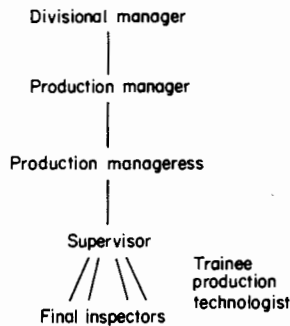 Divisional manager
Production manager
Production manageress
Supervisor
Trainee
production
technologist
Final inspectors